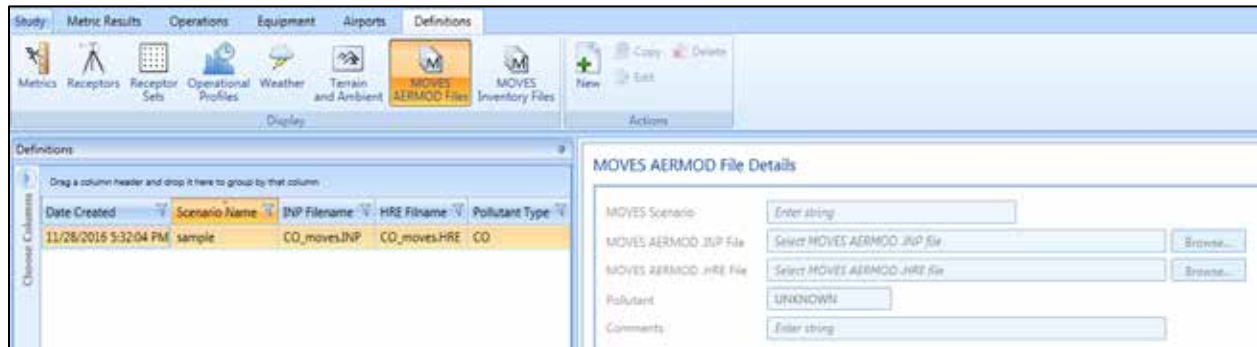 Study Metric Results Operations Equipment Airports Definitions
Metrics Receptors Receptor Sets Operational Profiles Weather Terrain and Ambient MOVES AERMOD Files MOVES Inventory Files New Copy Delete
Edit
Display Actions
Definitions
Drag a column header and drop it here to group by that column
Choose Columns
Date Created Scenario Name INP Filename HRE Filname Pollutant Type
11/28/2016 5:32:04 PM sample CO_moves.INP CO_moves.HRE CO
MOVES AERMOD File Details
MOVES Scenario Enter string
MOVES AERMOD .INP File Select MOVES AERMOD .INP file Browse...
MOVES AERMOD .HRE File Select MOVES AERMOD .HRE file Browse...
Pollutant UNKNOWN
Comments Enter string